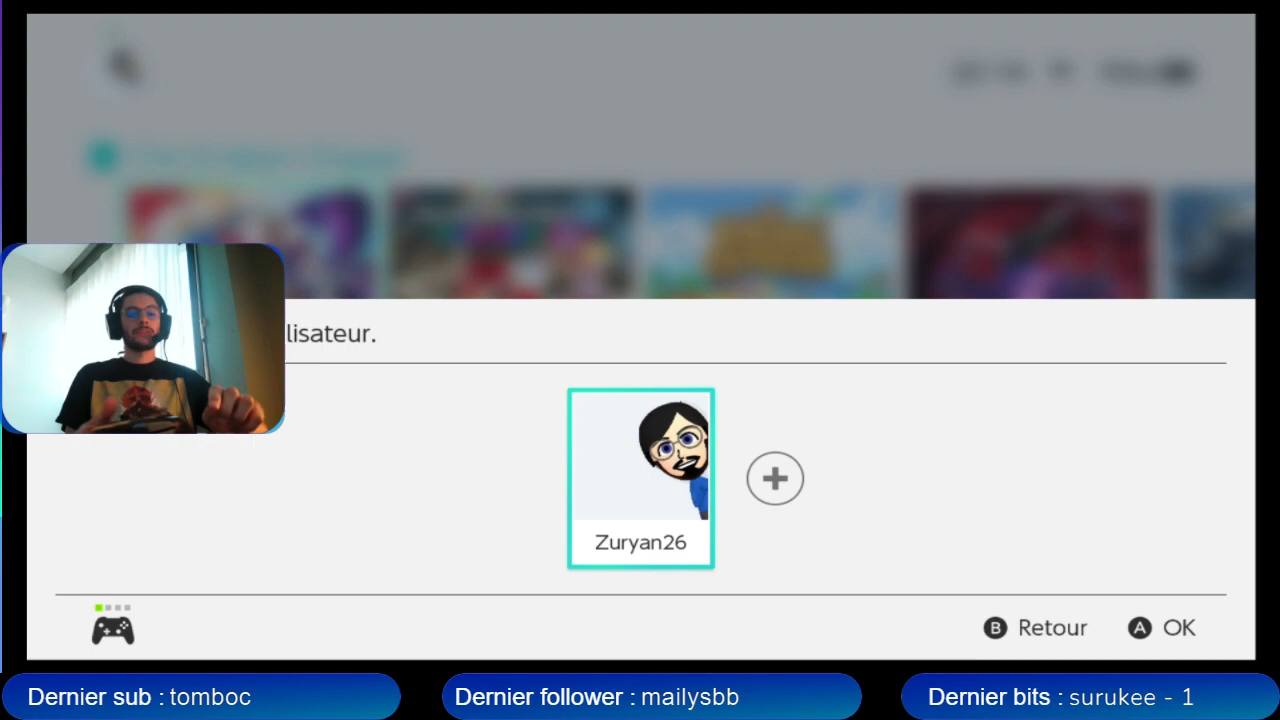 lisateur.
Zuryan26
B Retour
A OK
Dernier sub : tomboc
Dernier follower : mailysbb
Dernier bits : surukee - 1